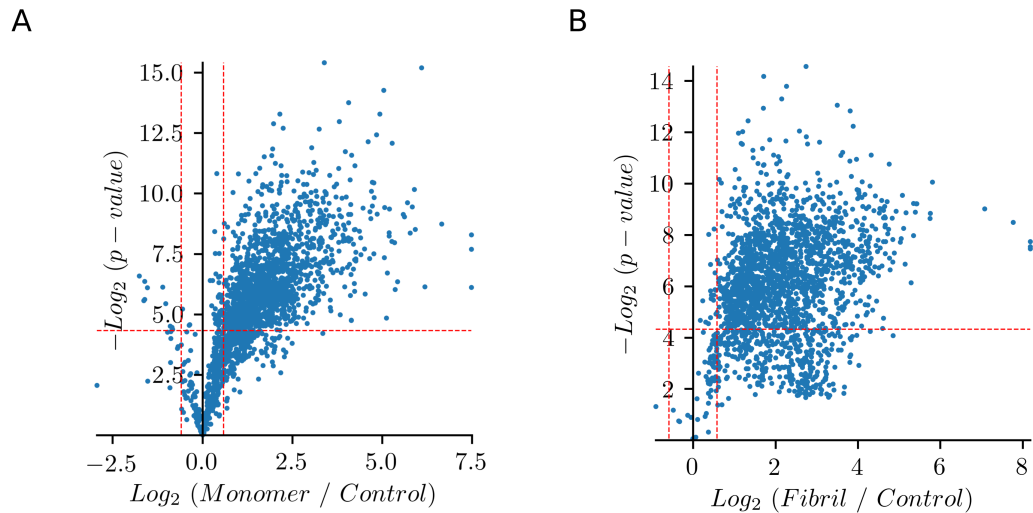 A
B
15.0
12.5
10.0
7.5
5.0
2.5
−Log₂ (p − value)
−2.5 0.0 2.5 5.0 7.5
Log₂ (Monomer / Control)
14
12
10
8
6
4
2
−Log₂ (p − value)
0 2 4 6 8
Log₂ (Fibril / Control)